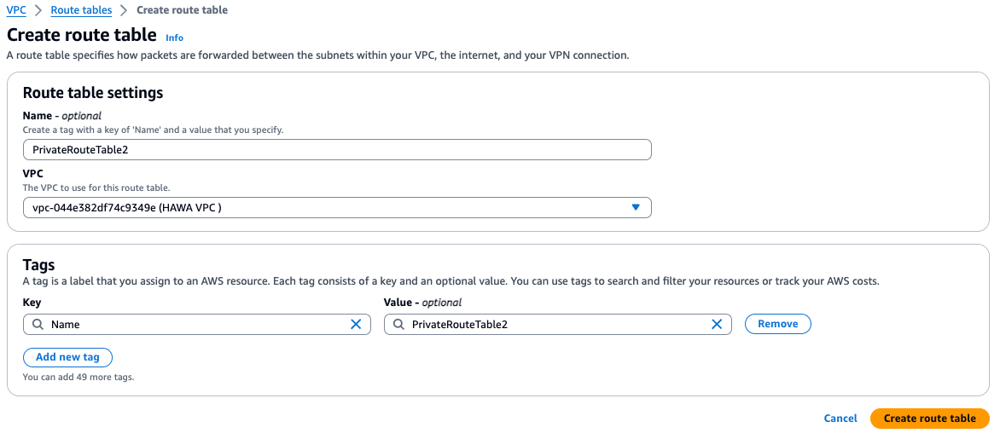 VPC > Route tables > Create route table
Create route table Info
A route table specifies how packets are forwarded between the subnets within your VPC, the internet, and your VPN connection.
Route table settings
Name - optional
Create a tag with a key of 'Name' and a value that you specify.
PrivateRouteTable2
VPC
The VPC to use for this route table.
vpc-044e382df74c9349e (HAWA VPC )
Tags
A tag is a label that you assign to an AWS resource. Each tag consists of a key and an optional value. You can use tags to search and filter your resources or track your AWS costs.
Key Value - optional
Name PrivateRouteTable2 Remove
Add new tag
You can add 49 more tags.
Cancel Create route table